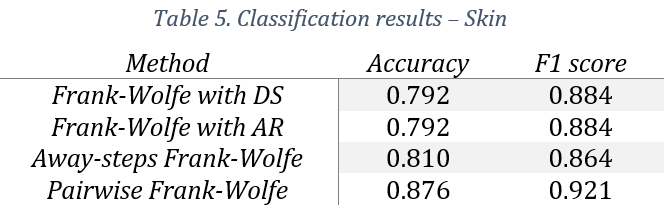 Table 5. Classification results – Skin
Method Accuracy F1 score
Frank-Wolfe with DS 0.792 0.884
Frank-Wolfe with AR 0.792 0.884
Away-steps Frank-Wolfe 0.810 0.864
Pairwise Frank-Wolfe 0.876 0.921